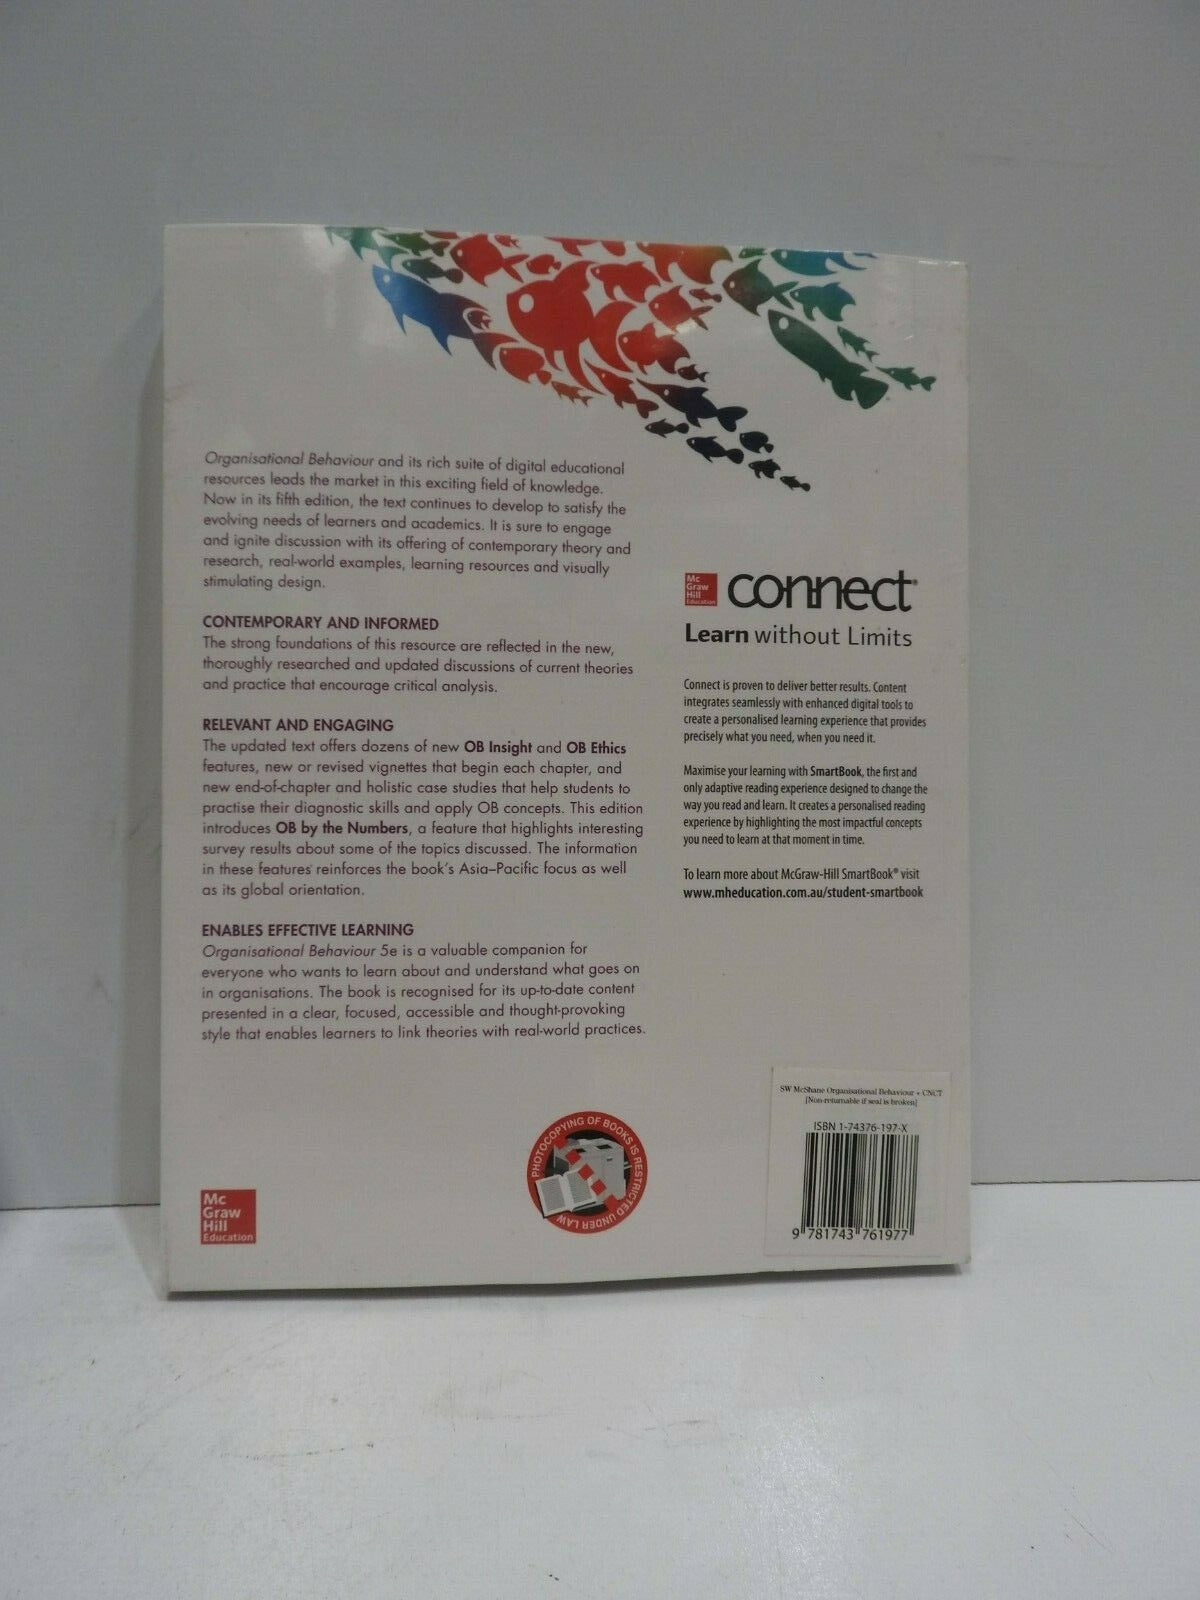 Organisational Behaviour and its rich suite of digital educational
resources leads the market in this exciting field of knowledge.
Now in its fifth edition, the text continues to develop to satisfy the
evolving needs of learners and academics. It is sure to engage
and ignite discussion with its offering of contemporary theory and
research, real-world examples, learning resources and visually
stimulating design.
CONTEMPORARY AND INFORMED
The strong foundations of this resource are reflected in the new,
thoroughly researched and updated discussions of current theories
and practice that encourage critical analysis.
RELEVANT AND ENGAGING
The updated text offers dozens of new OB Insight and OB Ethics
features, new or revised vignettes that begin each chapter, and
new end-of-chapter and holistic case studies that help students to
practise their diagnostic skills and apply OB concepts. This edition
introduces OB by the Numbers, a feature that highlights interesting
survey results about some of the topics discussed. The information
in these features reinforces the book's Asia–Pacific focus as well
as its global orientation.
ENABLES EFFECTIVE LEARNING
Organisational Behaviour 5e is a valuable companion for
everyone who wants to learn about and understand what goes on
in organisations. The book is recognised for its up-to-date content
presented in a clear, focused, accessible and thought-provoking
style that enables learners to link theories with real-world practices.
Mc
Graw
Hill
Education
connect®
Learn without Limits
Connect is proven to deliver better results. Content
integrates seamlessly with enhanced digital tools to
create a personalised learning experience that provides
precisely what you need, when you need it.
Maximise your learning with SmartBook, the first and
only adaptive reading experience designed to change the
way you read and learn. It creates a personalised reading
experience by highlighting the most impactful concepts
you need to learn at that moment in time.
To learn more about McGraw-Hill SmartBook® visit
www.mheducation.com.au/student-smartbook
Mc
Graw
Hill
Education
PHOTOCOPYING OF BOOKS IS RESTRICTED UNDER LAW
SW McShane Organisational Behaviour + CNCT
[Non-returnable if seal is broken]
ISBN 1-74376-197-X
9 781743 761977